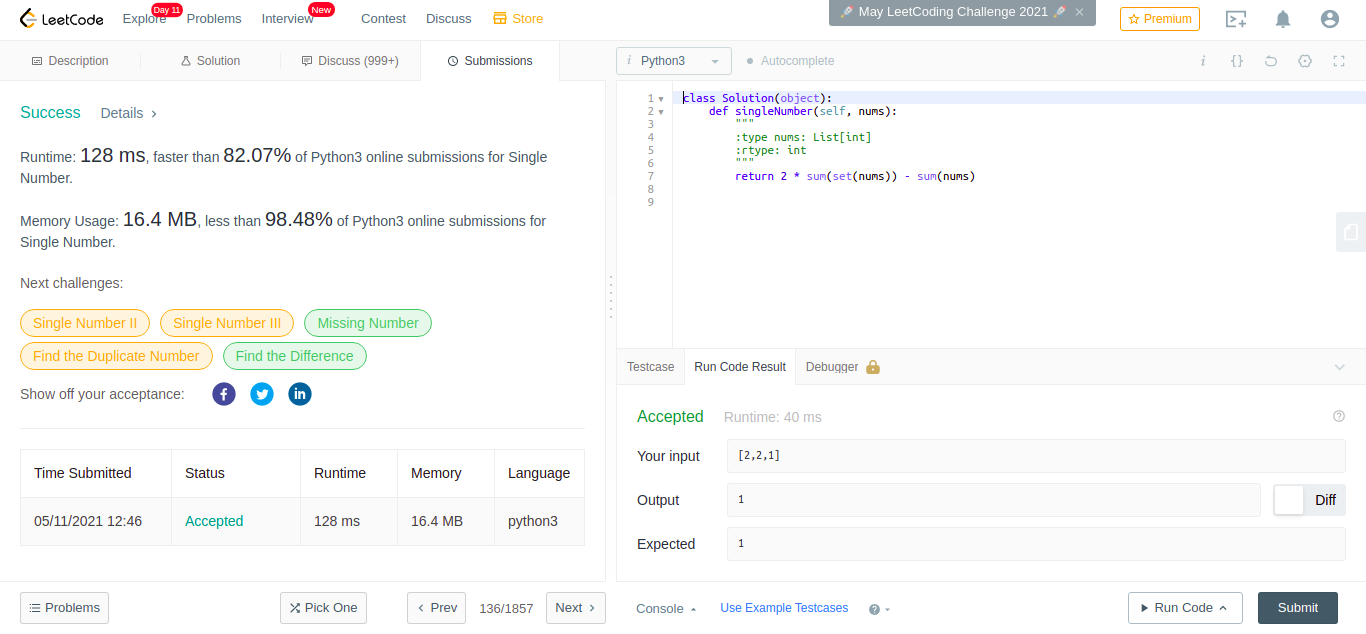 LeetCode
Explore
Day 11
Problems
Interview
New
Contest
Discuss
Store
May LeetCoding Challenge 2021
Premium
Description
Solution
Discuss (999+)
Submissions
Success
Details
Runtime: 128 ms, faster than 82.07% of Python3 online submissions for Single
Number.
Memory Usage: 16.4 MB, less than 98.48% of Python3 online submissions for
Single Number.
Next challenges:
Single Number II
Single Number III
Missing Number
Find the Duplicate Number
Find the Difference
Show off your acceptance:
Time Submitted Status Runtime Memory Language
05/11/2021 12:46 Accepted 128 ms 16.4 MB python3
Problems
Pick One
Prev
136/1857
Next
i Python3
Autocomplete
i {}
1 class Solution(object):
2 def singleNumber(self, nums):
3 """
4 :type nums: List[int]
5 :rtype: int
6 """
7 return 2 * sum(set(nums)) - sum(nums)
8
9
Testcase
Run Code Result
Debugger
Accepted
Runtime: 40 ms
Your input
[2,2,1]
Output
1
Diff
Expected
1
Console
Use Example Testcases
Run Code
Submit